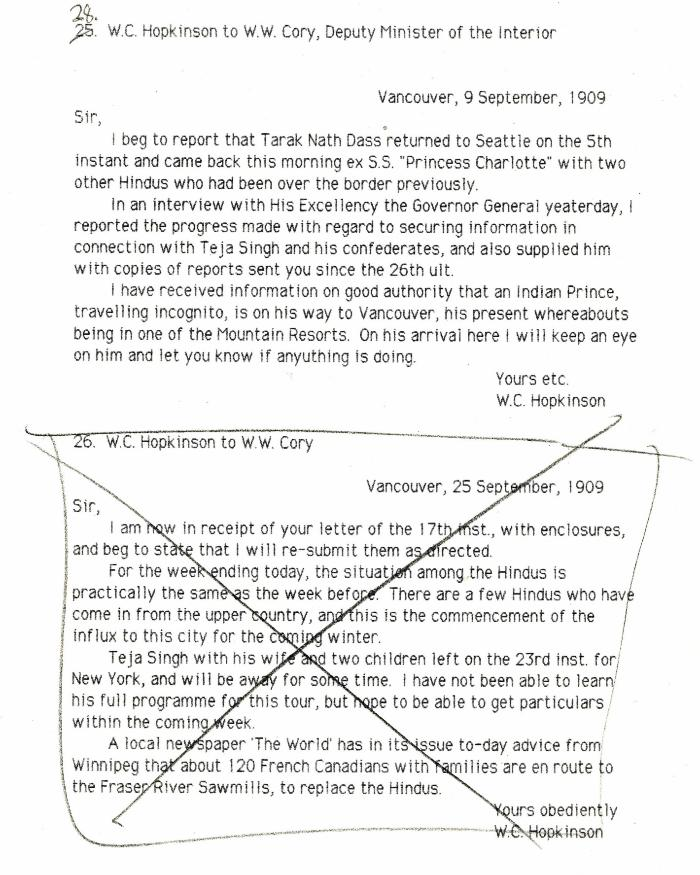 28.
25. W.C. Hopkinson to W.W. Cory, Deputy Minister of the Interior
Vancouver, 9 September, 1909
Sir,
I beg to report that Tarak Nath Dass returned to Seattle on the 5th
instant and came back this morning ex S.S. "Princess Charlotte" with two
other Hindus who had been over the border previously.
In an interview with His Excellency the Governor General yeaterday, I
reported the progress made with regard to securing information in
connection with Teja Singh and his confederates, and also supplied him
with copies of reports sent you since the 26th ult.
I have received information on good authority that an Indian Prince,
travelling incognito, is on his way to Vancouver, his present whereabouts
being in one of the Mountain Resorts. On his arrival here I will keep an eye
on him and let you know if anyuthing is doing.
Yours etc.
W.C. Hopkinson
26. W.C. Hopkinson to W.W. Cory
Vancouver, 25 September, 1909
Sir,
I am now in receipt of your letter of the 17th inst., with enclosures,
and beg to state that I will re-submit them as directed.
For the week ending today, the situation among the Hindus is
practically the same as the week before. There are a few Hindus who have
come in from the upper country, and this is the commencement of the
influx to this city for the coming winter.
Teja Singh with his wife and two children left on the 23rd inst. for
New York, and will be away for some time. I have not been able to learn
his full programme for this tour, but hope to be able to get particulars
within the coming week.
A local newspaper 'The World' has in its issue to-day advice from
Winnipeg that about 120 French Canadians with families are en route to
the Fraser River Sawmills, to replace the Hindus.
Yours obediently
W.C. Hopkinson